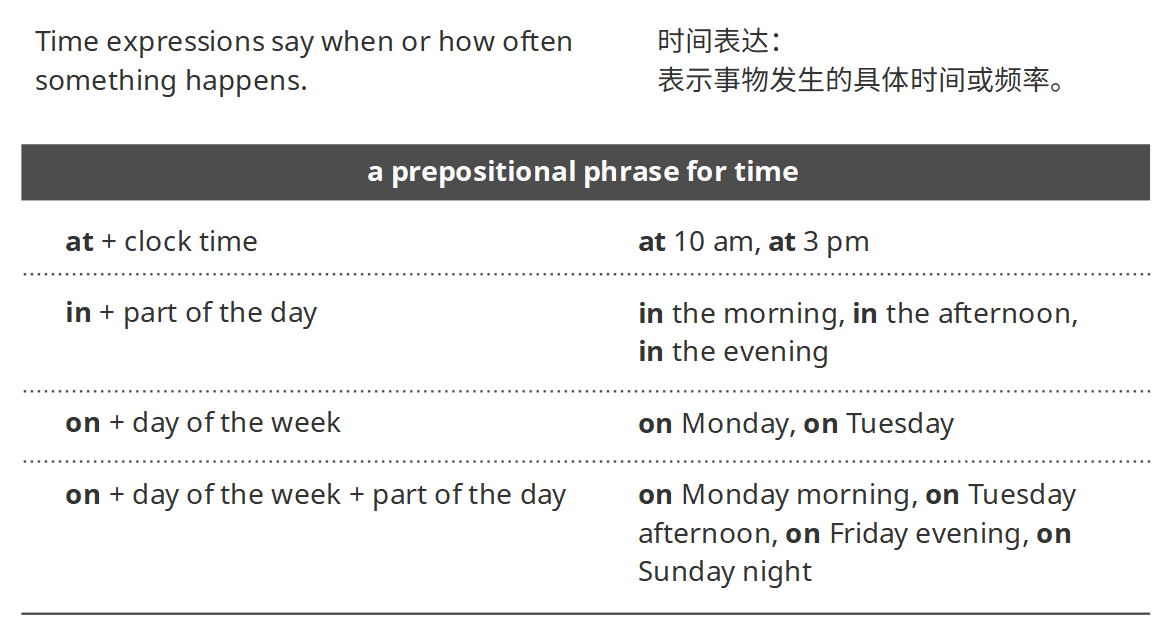 Time expressions say when or how often
something happens.
时间表达：
表示事物发生的具体时间或频率。
a prepositional phrase for time
at + clock time
at 10 am, at 3 pm
in + part of the day
in the morning, in the afternoon,
in the evening
on + day of the week
on Monday, on Tuesday
on + day of the week + part of the day
on Monday morning, on Tuesday
afternoon, on Friday evening, on
Sunday night